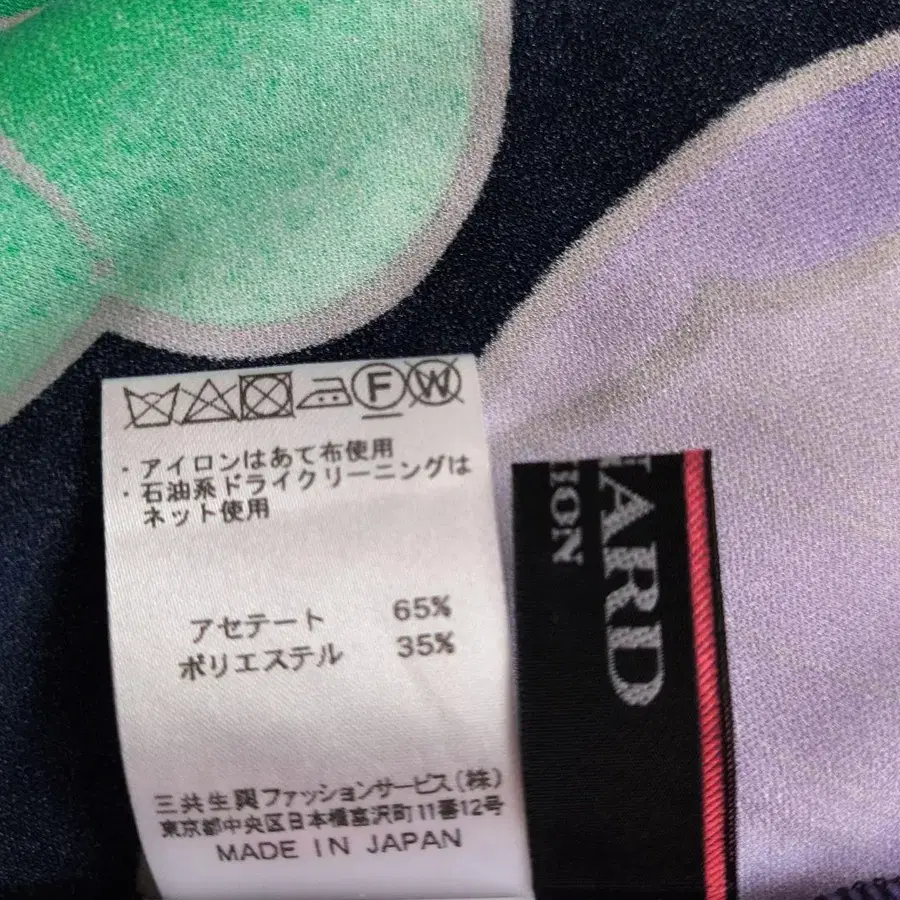 F W
・アイロンはあて布使用
・石油系ドライクリーニングは
ネット使用
アセテート 65%
ポリエステル 35%
三共生興ファッションサービス(株)
東京都中央区日本橋富沢町11番12号
MADE IN JAPAN
ARD
ION